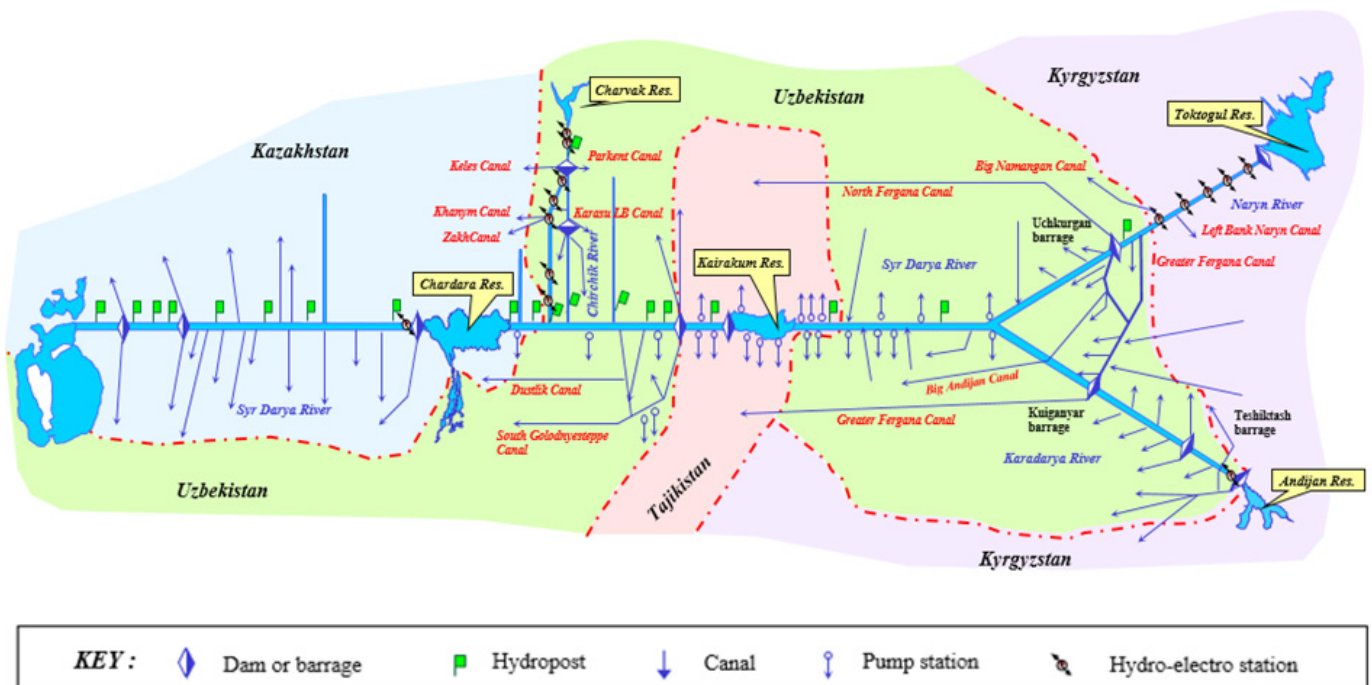 Kyrgyzstan
Charvak Res.
Uzbekistan
Toktogul Res.
Kazakhstan
Keles Canal
Parkent Canal
Big Namangan Canal
North Fergana Canal
Naryn River
Khanym Canal
Karasu LB Canal
Uchkurgan
barrage
Left Bank Naryn Canal
ZakhCanal
Chirchik River
Kairakum Res.
Syr Darya River
Greater Fergana Canal
Chardara Res.
Dustlik Canal
Big Andijan Canal
Syr Darya River
Greater Fergana Canal
Kuiganyar
barrage
Teshiktash
barrage
South Golodnyesteppe
Canal
Karadarya River
Uzbekistan
Tajikistan
Andijan Res.
Kyrgyzstan
KEY :
Dam or barrage
Hydropost
Canal
Pump station
Hydro-electro station